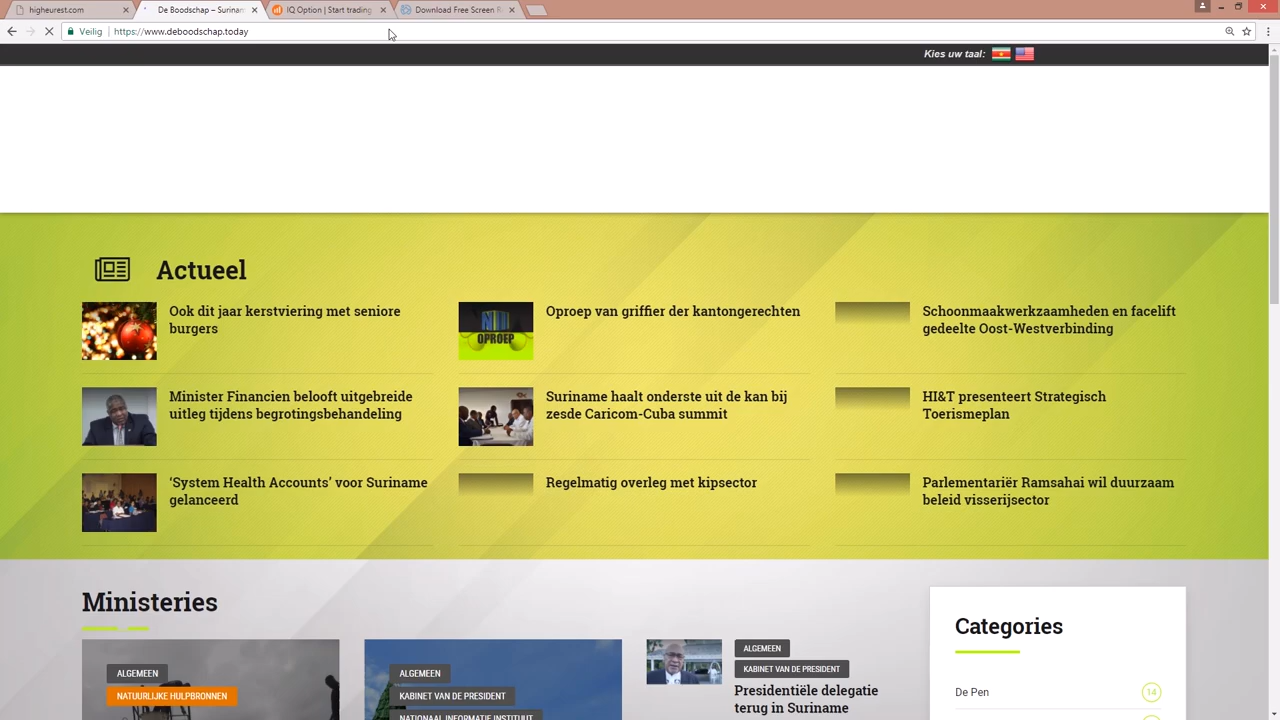 higheurest.com
De Boodschap – Surinam
IQ Option | Start trading
Download Free Screen R
Veilig
https://www.deboodschap.today
Kies uw taal:
Actueel
Ook dit jaar kerstviering met seniore
burgers
Oproep van griffier der kantongerechten
Schoonmaakwerkzaamheden en facelift
gedeelte Oost-Westverbinding
OPROEP
Minister Financien belooft uitgebreide
uitleg tijdens begrotingsbehandeling
Suriname haalt onderste uit de kan bij
zesde Caricom-Cuba summit
HI&T presenteert Strategisch
Toerismeplan
‘System Health Accounts’ voor Suriname
gelanceerd
Regelmatig overleg met kipsector
Parlementariër Ramsahai wil duurzaam
beleid visserijsector
Ministeries
ALGEMEEN
NATUURLIJKE HULPBRONNEN
ALGEMEEN
KABINET VAN DE PRESIDENT
NATIONAAL INFORMATIE INSTITUUT
ALGEMEEN
KABINET VAN DE PRESIDENT
Presidentiële delegatie
terug in Suriname
Categories
De Pen
14